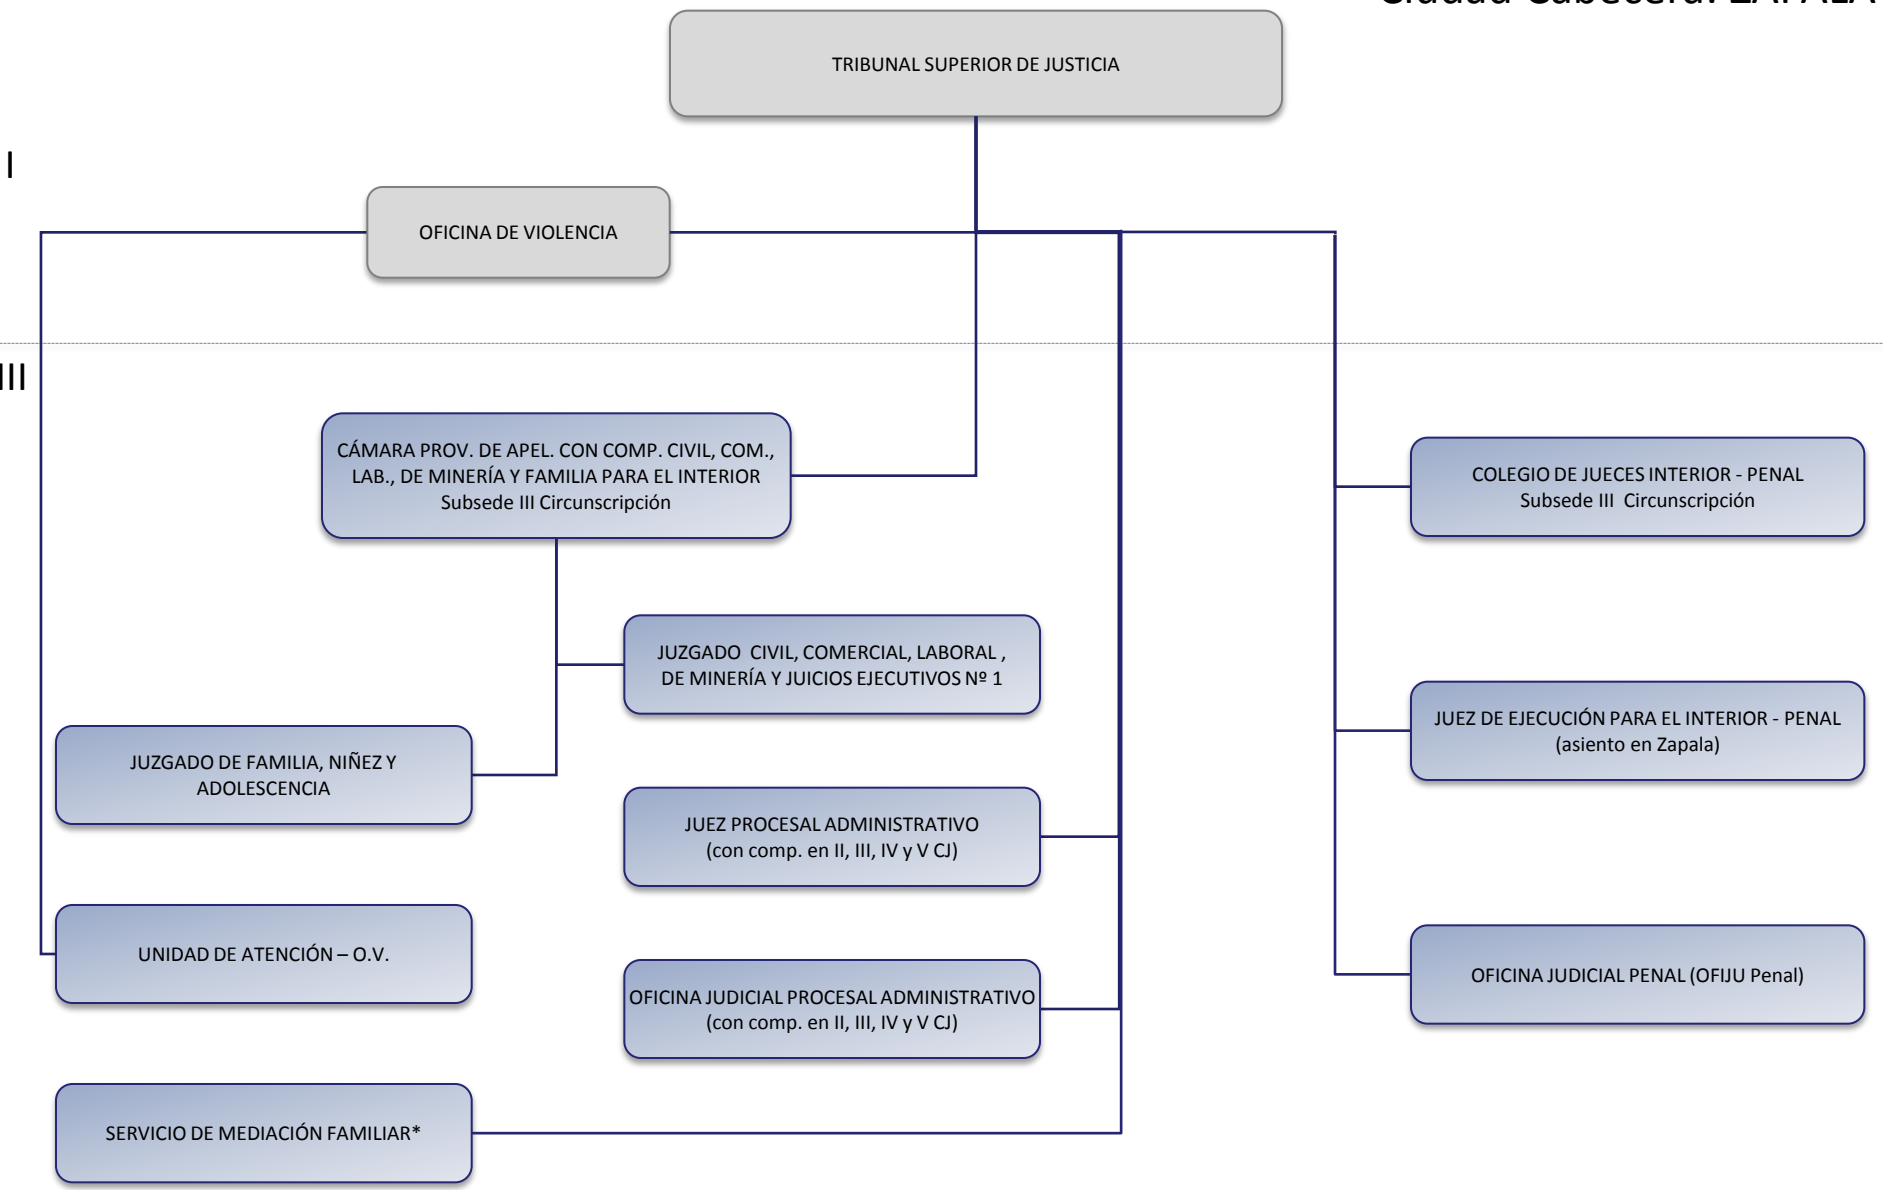 Ciudad Cabecera: ZAPALA
TRIBUNAL SUPERIOR DE JUSTICIA
I
OFICINA DE VIOLENCIA
III
CÁMARA PROV. DE APEL. CON COMP. CIVIL, COM.,
LAB., DE MINERÍA Y FAMILIA PARA EL INTERIOR
Subsede III Circunscripción
COLEGIO DE JUECES INTERIOR - PENAL
Subsede III Circunscripción
JUZGADO CIVIL, COMERCIAL, LABORAL ,
DE MINERÍA Y JUICIOS EJECUTIVOS Nº 1
JUEZ DE EJECUCIÓN PARA EL INTERIOR - PENAL
(asiento en Zapala)
JUZGADO DE FAMILIA, NIÑEZ Y
ADOLESCENCIA
JUEZ PROCESAL ADMINISTRATIVO
(con comp. en II, III, IV y V CJ)
UNIDAD DE ATENCIÓN – O.V.
OFICINA JUDICIAL PROCESAL ADMINISTRATIVO
(con comp. en II, III, IV y V CJ)
OFICINA JUDICIAL PENAL (OFIJU Penal)
SERVICIO DE MEDIACIÓN FAMILIAR*